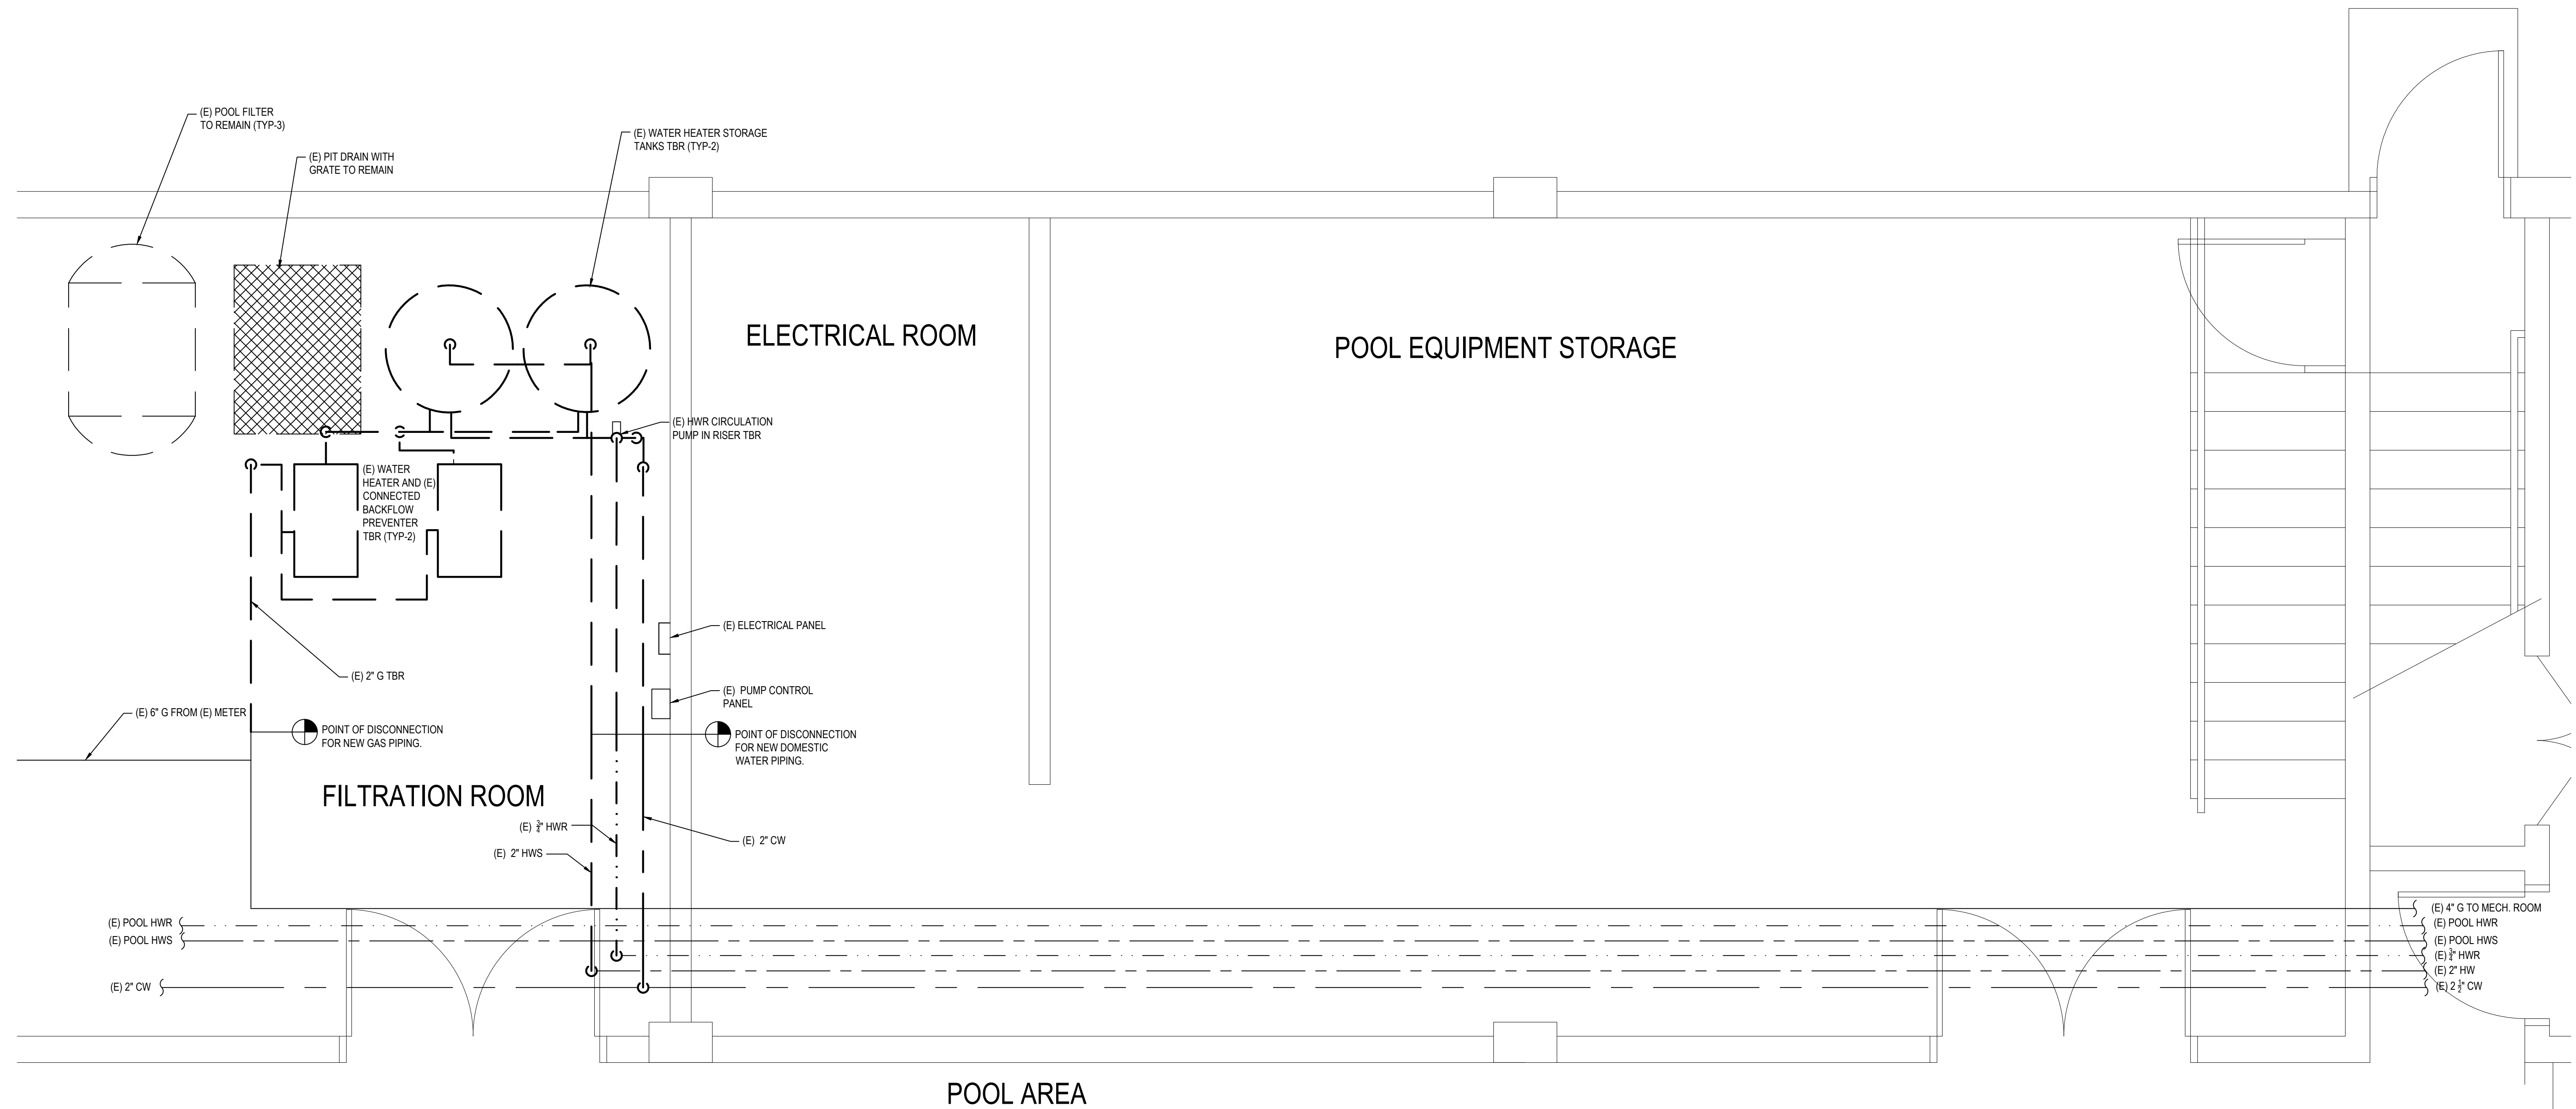 (E) POOL FILTER
TO REMAIN (TYP-3)
(E) PIT DRAIN WITH
GRATE TO REMAIN
(E) WATER HEATER STORAGE
TANKS TBR (TYP-2)
ELECTRICAL ROOM
POOL EQUIPMENT STORAGE
(E) HWR CIRCULATION
PUMP IN RISER TBR
(E) WATER
HEATER AND (E)
CONNECTED
BACKFLOW
PREVENTER
TBR (TYP-2)
(E) ELECTRICAL PANEL
(E) 2" G TBR
(E) PUMP CONTROL
PANEL
(E) 6" G FROM (E) METER
POINT OF DISCONNECTION
FOR NEW GAS PIPING.
POINT OF DISCONNECTION
FOR NEW DOMESTIC
WATER PIPING.
FILTRATION ROOM
(E) 3/4" HWR
(E) 2" CW
(E) 2" HWS
(E) POOL HWR
(E) POOL HWS
(E) 2" CW
(E) 4" G TO MECH. ROOM
(E) POOL HWR
(E) POOL HWS
(E) 3/4" HWR
(E) 2" HW
(E) 2 1/2" CW
POOL AREA